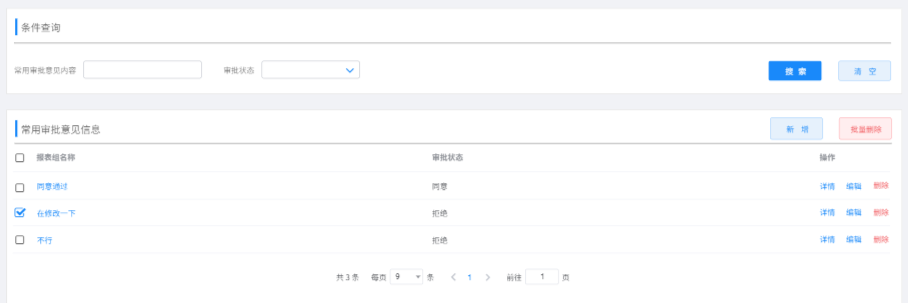 条件查询
常用审批意见内容 审批状态 搜 索 清 空
常用审批意见信息 新 增 批量删除
报表组名称 审批状态 操作
同意通过 同意 详情 编辑 删除
在修改一下 拒绝 详情 编辑 删除
不行 拒绝 详情 编辑 删除
共 3 条 每页 9 条 1 前往 1 页